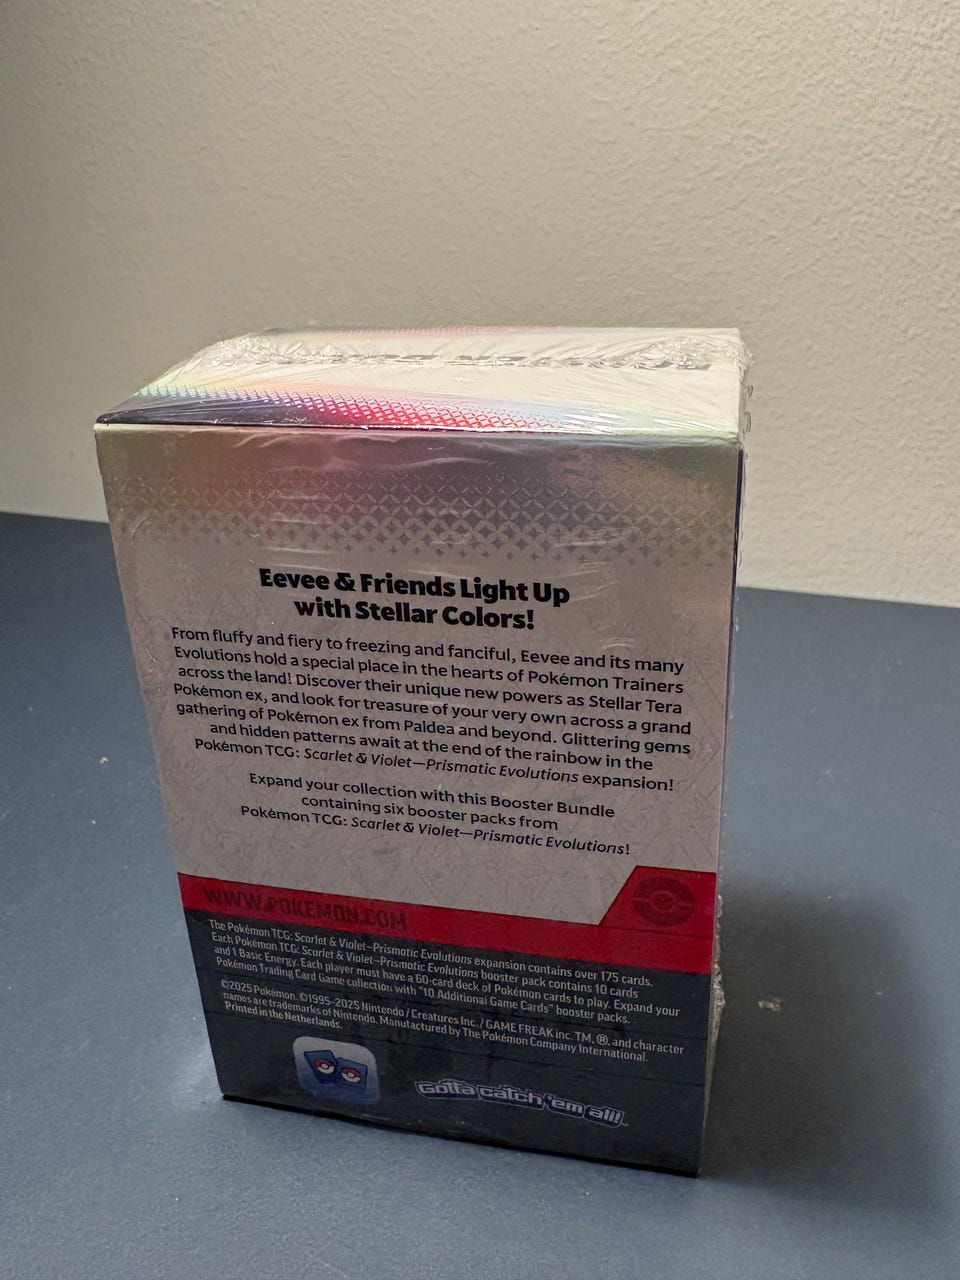 Eevee & Friends Light Up
with Stellar Colors!
From fluffy and fiery to freezing and fanciful, Eevee and its many
Evolutions hold a special place in the hearts of Pokémon Trainers
across the land! Discover their unique new powers as Stellar Tera
Pokémon ex, and look for treasure of your very own across a grand
gathering of Pokémon ex from Paldea and beyond. Glittering gems
and hidden patterns await at the end of the rainbow in the
Pokémon TCG: Scarlet & Violet—Prismatic Evolutions expansion!
Expand your collection with this Booster Bundle
containing six booster packs from
Pokémon TCG: Scarlet & Violet—Prismatic Evolutions!
WWW.POKEMON.COM
The Pokémon TCG: Scarlet & Violet—Prismatic Evolutions expansion contains over 175 cards.
Each Pokémon TCG: Scarlet & Violet—Prismatic Evolutions booster pack contains 10 cards
and 1 Basic Energy. Each player must have a 60-card deck of Pokémon cards to play. Expand your
Pokémon Trading Card Game collection with "10 Additional Game Cards" booster packs.
©2025 Pokémon. ©1995–2025 Nintendo / Creatures Inc. / GAME FREAK inc. TM, ®, and character
names are trademarks of Nintendo. Manufactured by The Pokémon Company International.
Printed in the Netherlands.
Gotta catch 'em all!